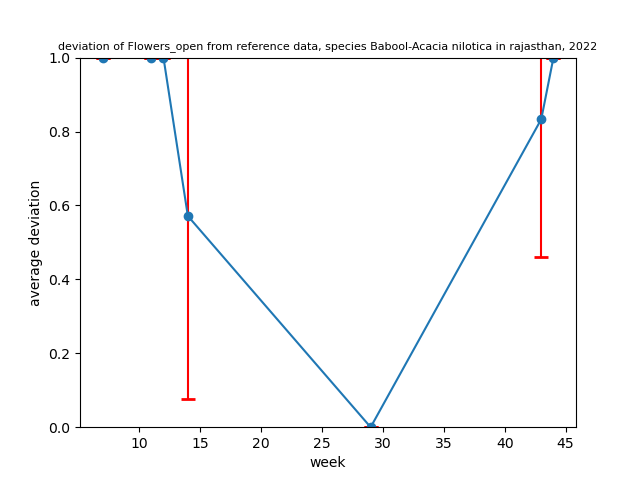 deviation of Flowers_open from reference data, species Babool-Acacia nilotica in rajasthan, 2022
1.0
0.8
0.6
0.4
0.2
0.0
average deviation
10 15 20 25 30 35 40 45
week